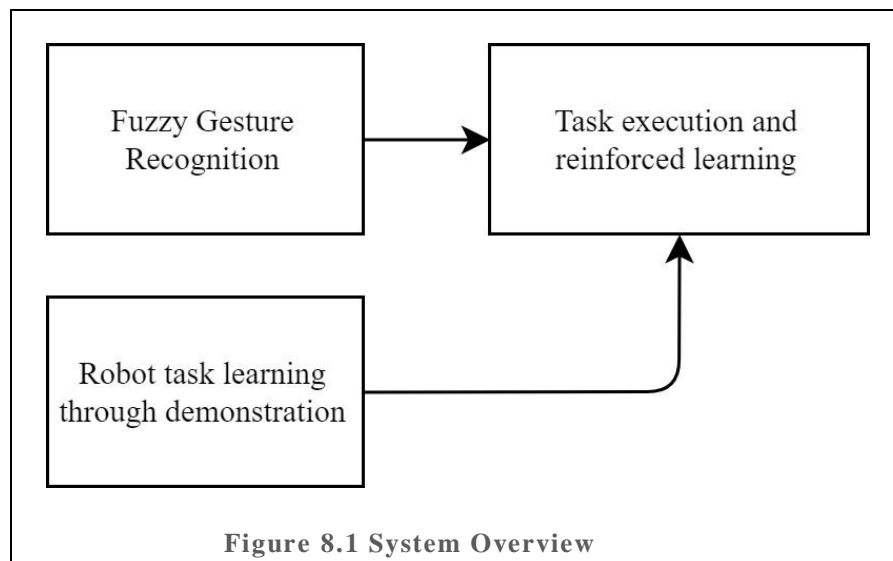 Fuzzy Gesture
Recognition
Task execution and
reinforced learning
Robot task learning
through demonstration
Figure 8.1 System Overview